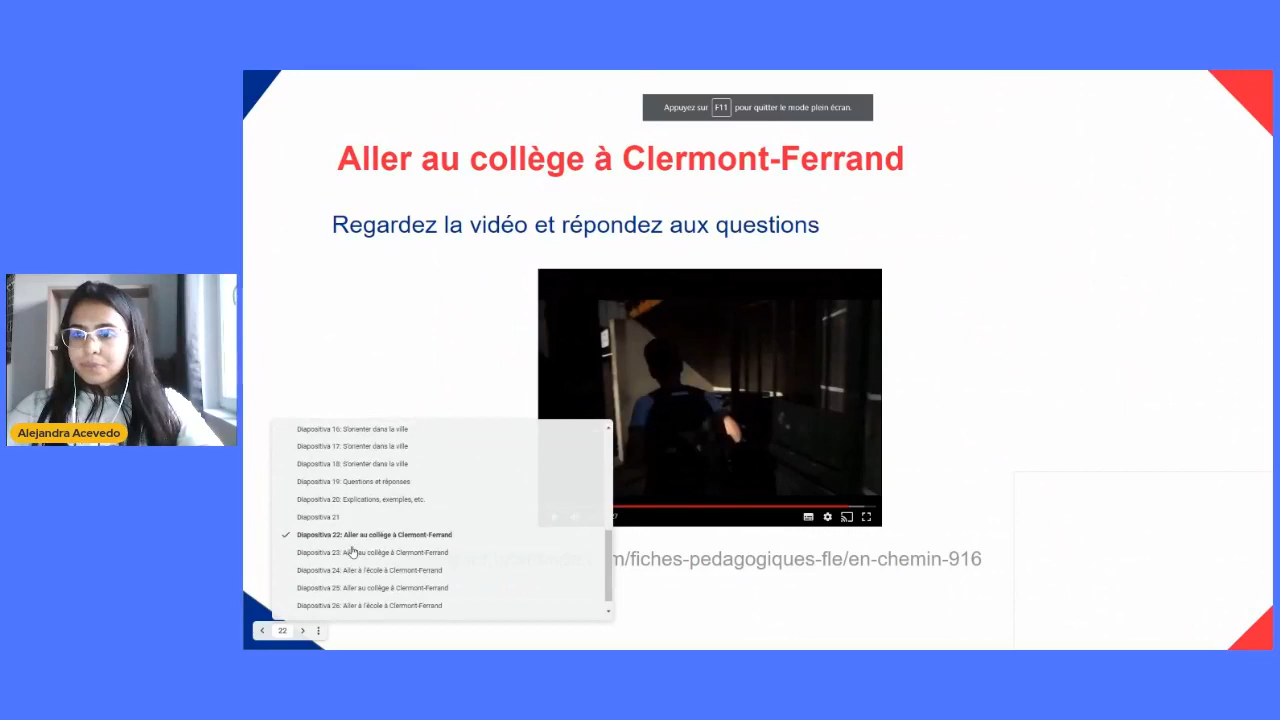 Appuyez sur F11 pour quitter le mode plein écran.
Aller au collège à Clermont-Ferrand
Regardez la vidéo et répondez aux questions
Alejandra Acevedo
Diapositiva 16: S'orienter dans la ville
Diapositiva 17: S'orienter dans la ville
Diapositiva 18: S'orienter dans la ville
Diapositiva 19: Questions et réponses
Diapositiva 20: Explications, exemples, etc.
Diapositiva 21
Diapositiva 22: Aller au collège à Clermont-Ferrand
Diapositiva 23: Aller au collège à Clermont-Ferrand
Diapositiva 24: Aller à l'école à Clermont-Ferrand
Diapositiva 25: Aller au collège à Clermont-Ferrand
Diapositiva 26: Aller à l'école à Clermont-Ferrand
m/fiches-pedagogiques-fle/en-chemin-916
22